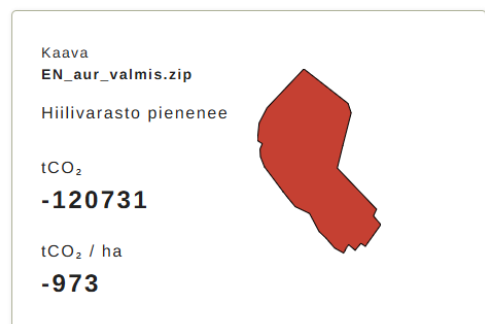 Kaava
EN_aur_valmis.zip
Hiilivarasto pienenee
tCO₂
-120731
tCO₂ / ha
-973